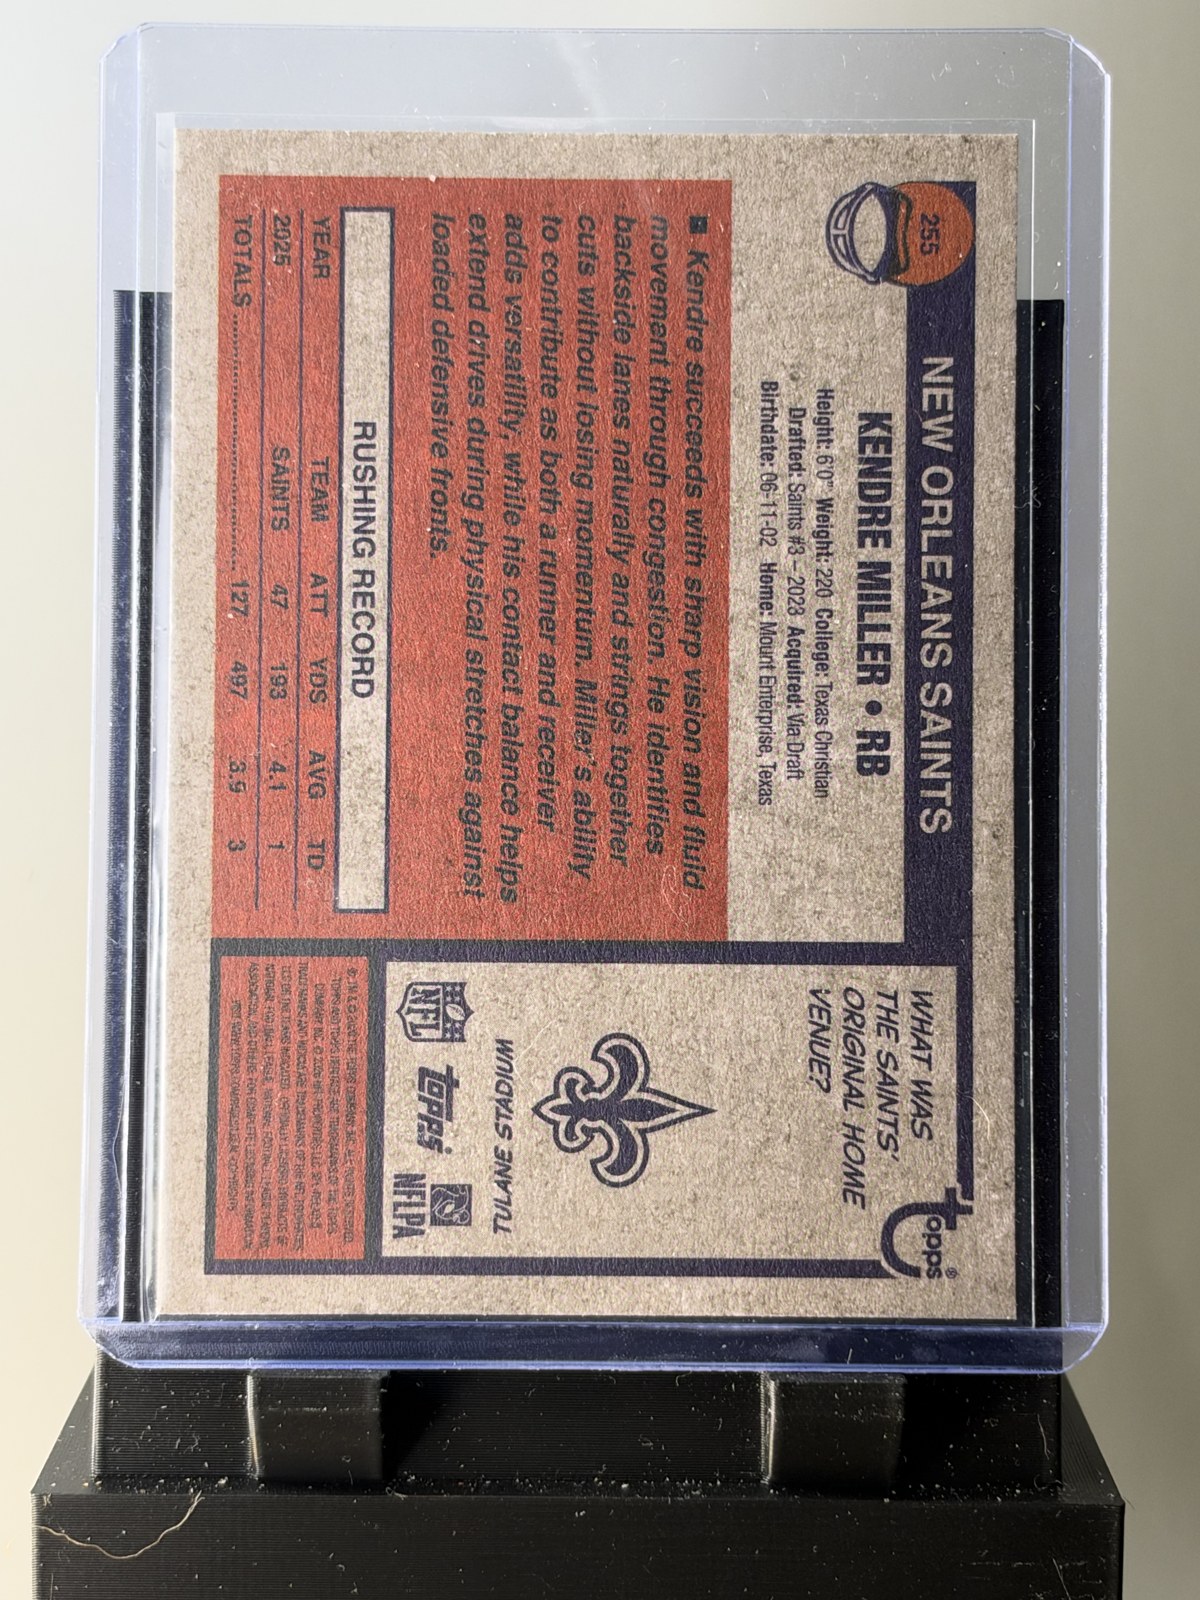 255
NEW ORLEANS SAINTS
KENDRE MILLER • RB
Height: 6'0" Weight: 220 College: Texas Christian
Drafted: Saints #3 – 2023 Acquired: Via Draft
Birthdate: 06-11-02 Home: Mount Enterprise, Texas
■ Kendre succeeds with sharp vision and fluid
movement through congestion. He identifies
backside lanes naturally and strings together
cuts without losing momentum. Miller's ability
to contribute as both a runner and receiver
adds versatility, while his contact balance helps
extend drives during physical stretches against
loaded defensive fronts.
RUSHING RECORD
YEAR TEAM ATT YDS AVG TD
2025 SAINTS 47 193 4.1 1
TOTALS 127 497 3.9 3
topps®
WHAT WAS
THE SAINTS'
ORIGINAL HOME
VENUE?
TULANE STADIUM
NFL topps NFLPA